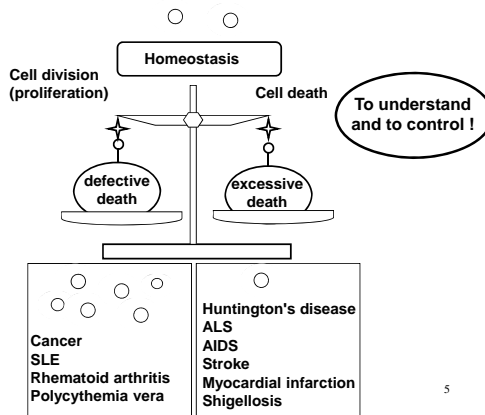 Homeostasis
Cell division
(proliferation)
Cell death
To understand
and to control !
defective
death
excessive
death
Cancer
SLE
Rhematoid arthritis
Polycythemia vera
Huntington's disease
ALS
AIDS
Stroke
Myocardial infarction
Shigellosis
5